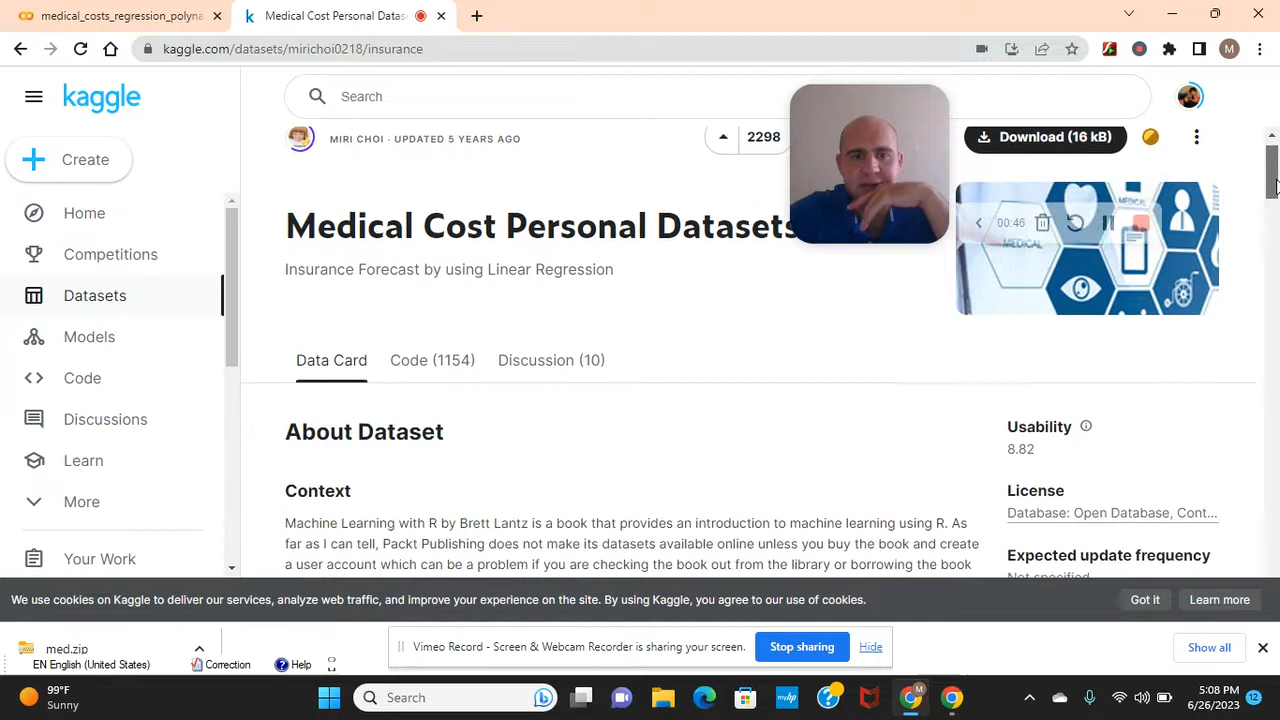 medical_costs_regression_polyna
Medical Cost Personal Datas
kaggle.com/datasets/mirichoi0218/insurance
M
kaggle
Search
MIRI CHOI · UPDATED 5 YEARS AGO
2298
Download (16 kB)
Create
Home
Competitions
Datasets
Models
Code
Discussions
Learn
More
Your Work
Medical Cost Personal Datasets
Insurance Forecast by using Linear Regression
00:46
MEDICAL
MEDICAL
Data Card
Code (1154)
Discussion (10)
About Dataset
Context
Machine Learning with R by Brett Lantz is a book that provides an introduction to machine learning using R. As
far as I can tell, Packt Publishing does not make its datasets available online unless you buy the book and create
a user account which can be a problem if you are checking the book out from the library or borrowing the book
Usability
8.82
License
Database: Open Database, Cont...
Expected update frequency
Not specified
We use cookies on Kaggle to deliver our services, analyze web traffic, and improve your experience on the site. By using Kaggle, you agree to our use of cookies.
Got it
Learn more
med.zip
Vimeo Record - Screen & Webcam Recorder is sharing your screen.
Stop sharing
Hide
Show all
EN English (United States)
Correction
Help
99°F
Sunny
Search
5:08 PM
6/26/2023
12